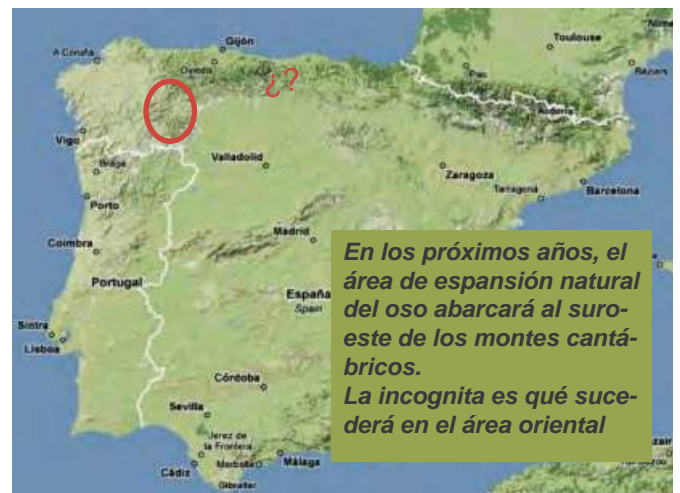 Gijón
Toulouse
A Coruña
Oviedo
¿?
Pau
Béziers
Andorra
Vigo
Braga
Valladolid
Zaragoza
Tarragona
Barcelona
Porto
Madrid
Coimbra
Portugal
España
Spain
Sintra
Lisboa
Córdoba
Sevilla
Jerez de
la Frontera
Marbella
Málaga
Cádiz
Gibraltar
En los próximos años, el
área de espansión natural
del oso abarcará al suro-
este de los montes cantá-
bricos.
La incognita es qué suce-
derá en el área oriental